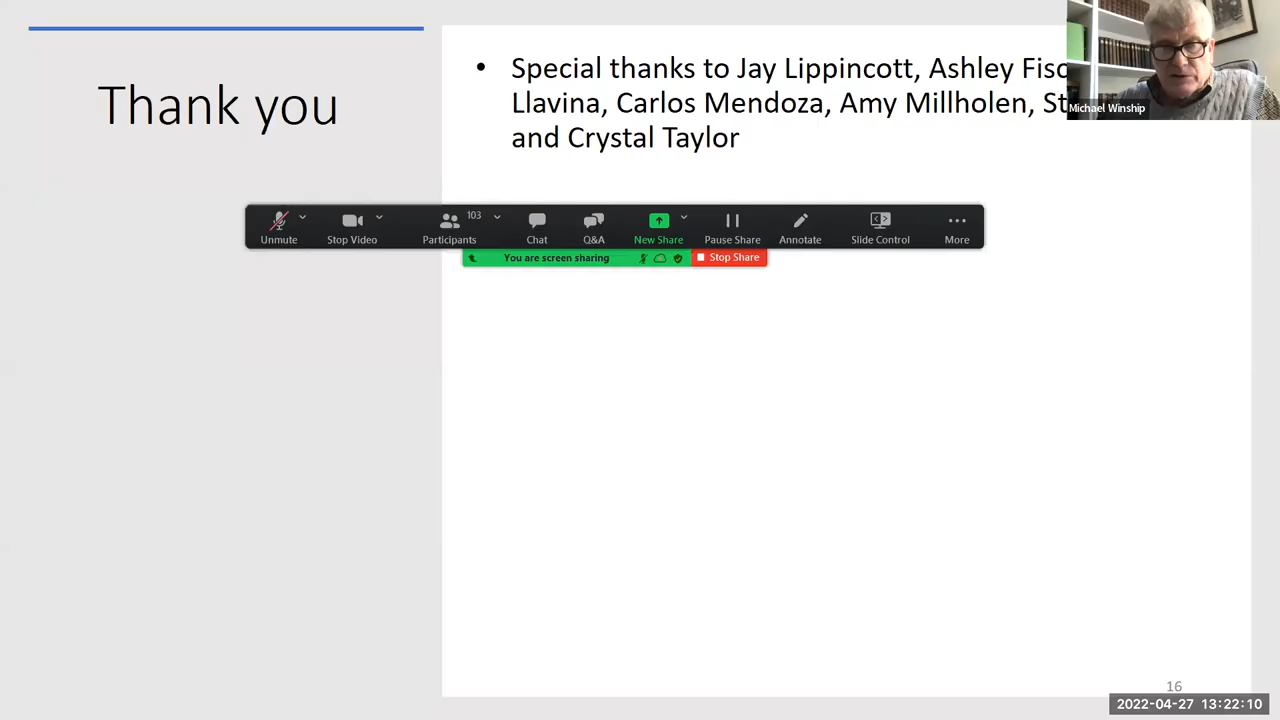 Thank you
• Special thanks to Jay Lippincott, Ashley
Llavina, Carlos Mendoza, Amy Millholen,
and Crystal Taylor
Michael Winship
103
Unmute Stop Video Participants Chat Q&A New Share Pause Share Annotate Slide Control More
You are screen sharing Stop Share
16
2022-04-27 13:22:10